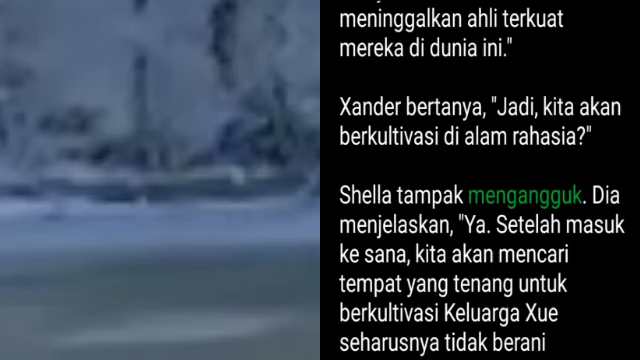 meninggalkan ahli terkuat
mereka di dunia ini."
Xander bertanya, "Jadi, kita akan
berkultivasi di alam rahasia?"
Shella tampak mengangguk. Dia
menjelaskan, "Ya. Setelah masuk
ke sana, kita akan mencari
tempat yang tenang untuk
berkultivasi Keluarga Xue
seharusnya tidak berani